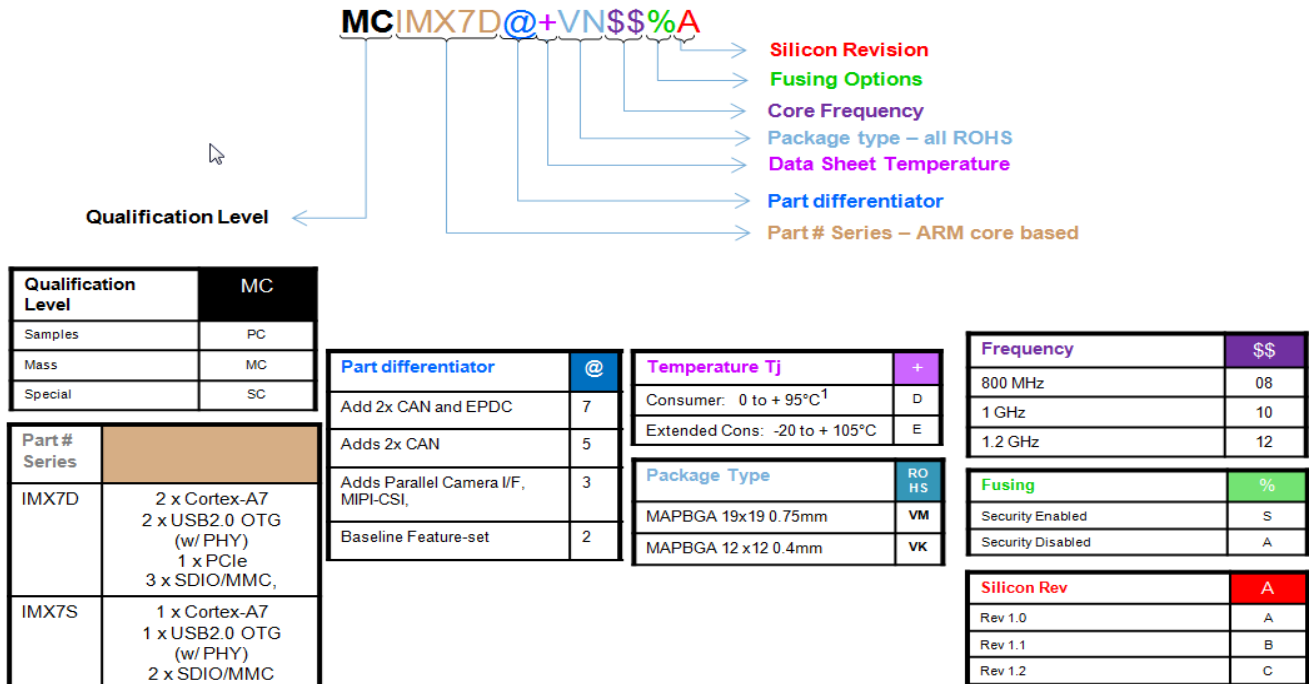 MCIMX7D@+VN$$%A
Silicon Revision
Fusing Options
Core Frequency
Package type – all ROHS
Data Sheet Temperature
Part differentiator
Part # Series – ARM core based
Qualification Level
Qualification Level MC
Samples PC
Mass MC
Special SC
Part # Series
IMX7D 2 x Cortex-A7
2 x USB2.0 OTG
(w/ PHY)
1 x PCIe
3 x SDIO/MMC,
IMX7S 1 x Cortex-A7
1 x USB2.0 OTG
(w/ PHY)
2 x SDIO/MMC
Part differentiator @
Add 2x CAN and EPDC 7
Adds 2x CAN 5
Adds Parallel Camera I/F, 3
MIPI-CSI,
Baseline Feature-set 2
Temperature Tj +
Consumer: 0 to + 95°C1 D
Extended Cons: -20 to + 105°C E
Package Type ROHS
MAPBGA 19x19 0.75mm VM
MAPBGA 12 x12 0.4mm VK
Frequency $$
800 MHz 08
1 GHz 10
1.2 GHz 12
Fusing %
Security Enabled S
Security Disabled A
Silicon Rev A
Rev 1.0 A
Rev 1.1 B
Rev 1.2 C